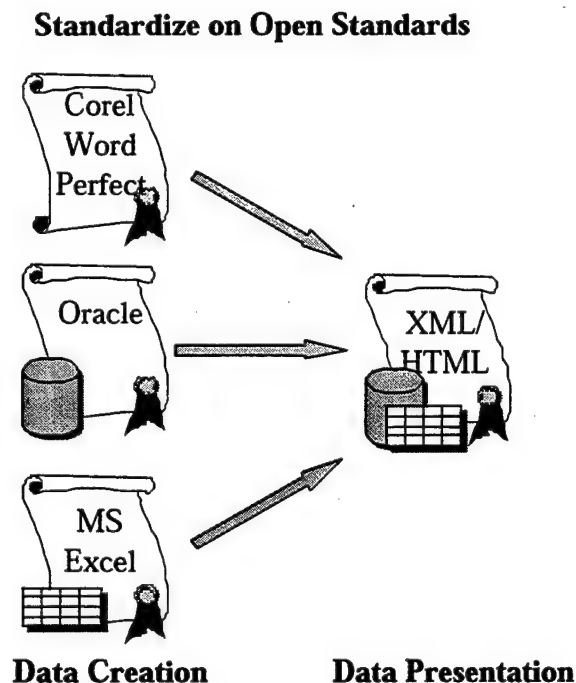 Standardize on Open Standards
Corel
Word
Perfect
Oracle
XML/
HTML
MS
Excel
Data Creation
Data Presentation